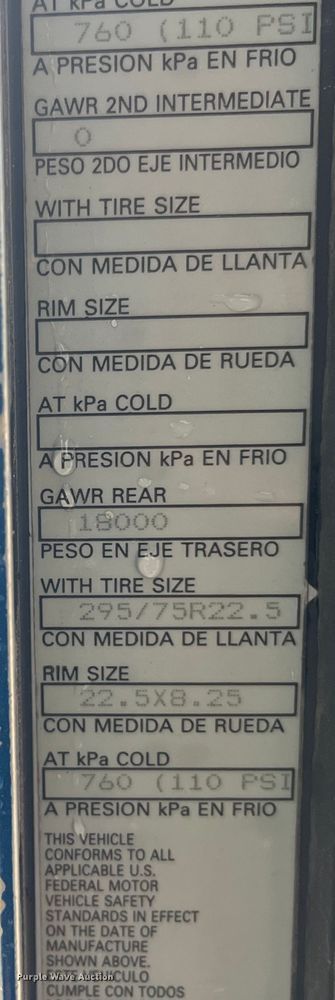 AT kPa COLD
760 (110 PSI
A PRESION kPa EN FRIO
GAWR 2ND INTERMEDIATE
0
PESO 2DO EJE INTERMEDIO
WITH TIRE SIZE
CON MEDIDA DE LLANTA
RIM SIZE
CON MEDIDA DE RUEDA
AT kPa COLD
A PRESION kPa EN FRIO
GAWR REAR
18000
PESO EN EJE TRASERO
WITH TIRE SIZE
295/75R22.5
CON MEDIDA DE LLANTA
RIM SIZE
22.5X8.25
CON MEDIDA DE RUEDA
AT kPa COLD
760 (110 PSI
A PRESION kPa EN FRIO
THIS VEHICLE
CONFORMS TO ALL
APPLICABLE U.S.
FEDERAL MOTOR
VEHICLE SAFETY
STANDARDS IN EFFECT
ON THE DATE OF
MANUFACTURE
SHOWN ABOVE.
Purple Wave Auction
CUMPLE CON TODOS